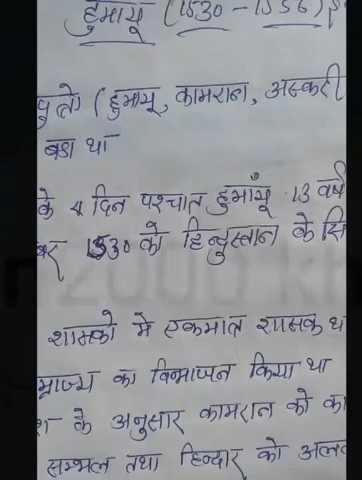 हुमायू (1530 - 1556) ई
पुत्रो (हुमायू, कामरान, अस्करी
बडा था
के 4 दिन पश्चात हुमायूँ 13 वर्ष
बर 1530 को हिन्दुस्तान के सि
शासको मे एकमात्र शासक था
म्राज्य का विभाजन किया था
के अनुसार कामरान को का
सम्भल तथा हिन्दार को अलव